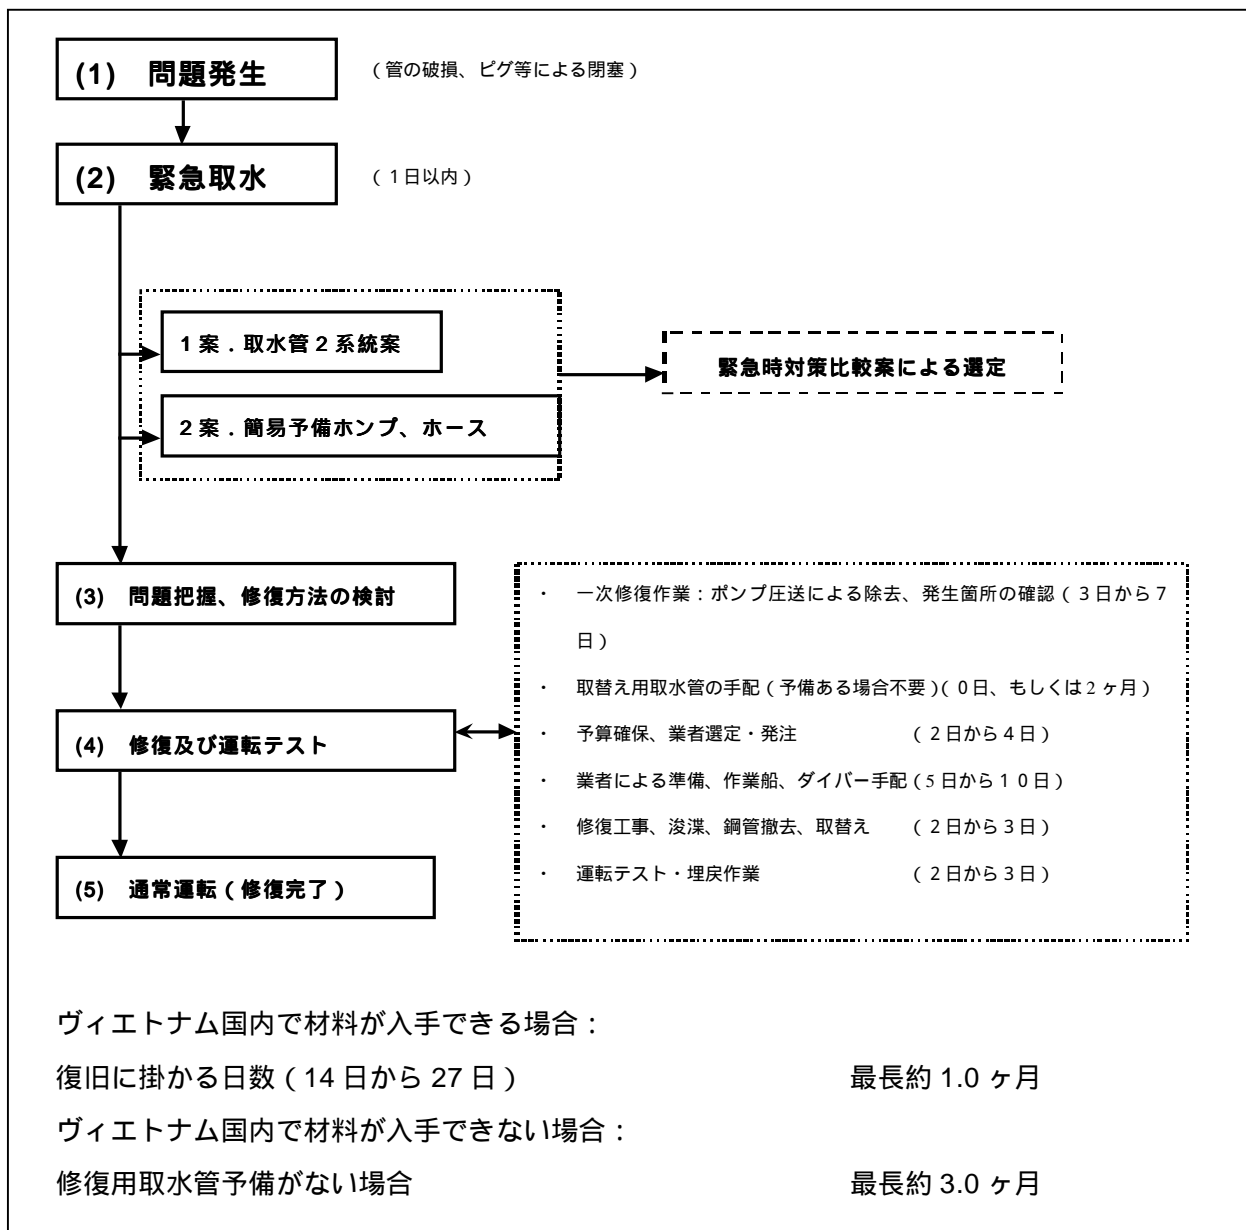 (1) 問題発生
（管の破損、ピグ等による閉塞）
(2) 緊急取水
（１日以内）
１案．取水管２系統案
２案．簡易予備ホンプ、ホース
緊急時対策比較案による選定
(3) 問題把握、修復方法の検討
(4) 修復及び運転テスト
(5) 通常運転（修復完了）
・ 一次修復作業：ポンプ圧送による除去、発生箇所の確認（３日から７
日）
・ 取替え用取水管の手配（予備ある場合不要）（０日、もしくは２ヶ月）
・ 予算確保、業者選定・発注 （２日から４日）
・ 業者による準備、作業船、ダイバー手配（５日から１０日）
・ 修復工事、浚渫、鋼管撤去、取替え （２日から３日）
・ 運転テスト・埋戻作業 （２日から３日）
ヴィエトナム国内で材料が入手できる場合：
復旧に掛かる日数（14 日から 27 日） 最長約 1.0 ヶ月
ヴィエトナム国内で材料が入手できない場合：
修復用取水管予備がない場合 最長約 3.0 ヶ月